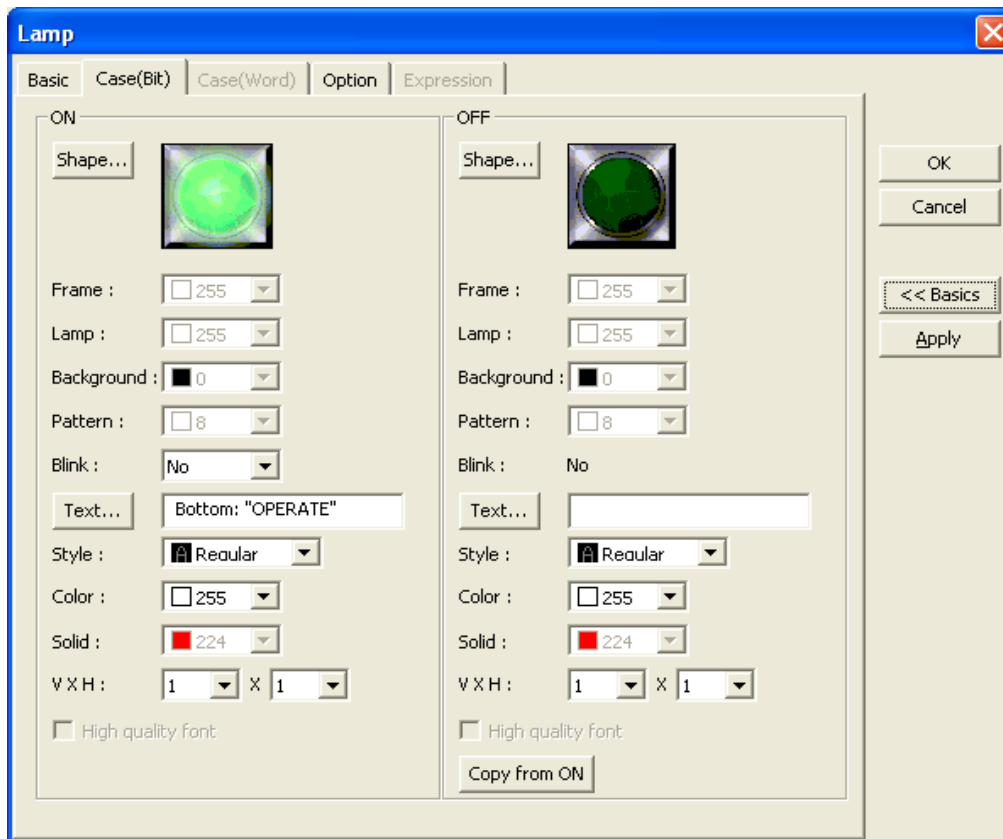 Lamp
Basic Case(Bit) Case(Word) Option Expression
ON
Shape...
Frame : 255
Lamp : 255
Background : 0
Pattern : 8
Blink : No
Text... Bottom: "OPERATE"
Style : A Regular
Color : 255
Solid : 224
V X H : 1 X 1
High quality font
OFF
Shape...
Frame : 255
Lamp : 255
Background : 0
Pattern : 8
Blink : No
Text...
Style : A Regular
Color : 255
Solid : 224
V X H : 1 X 1
High quality font
Copy from ON
OK
Cancel
<< Basics
Apply